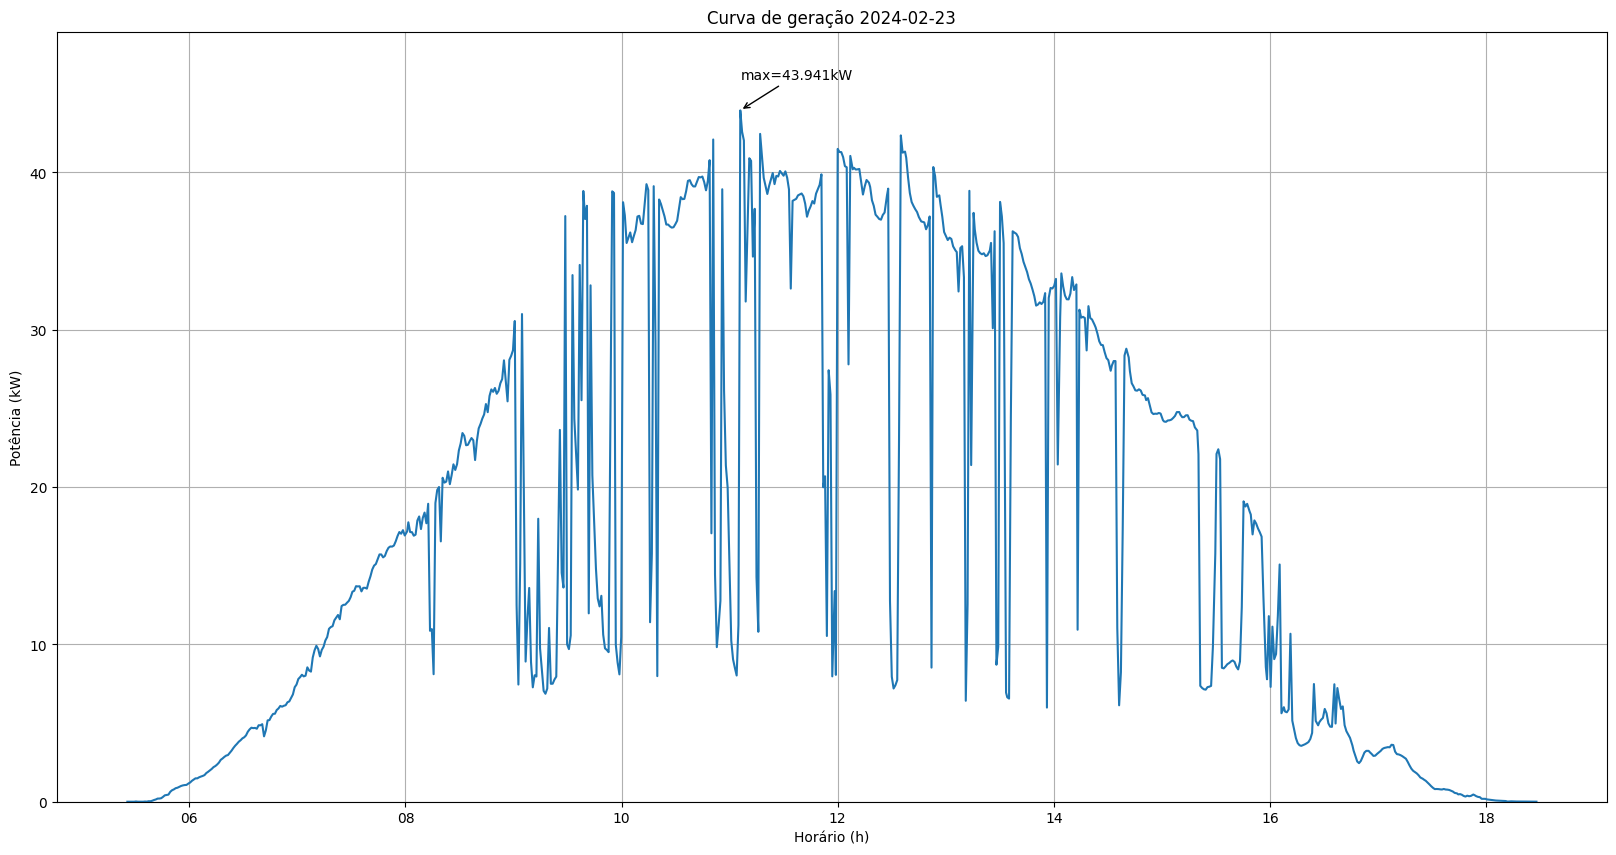 Curva de geração 2024-02-23
max=43.941kW
Potência (kW)
40
30
20
10
0
06 08 10 12 14 16 18
Horário (h)